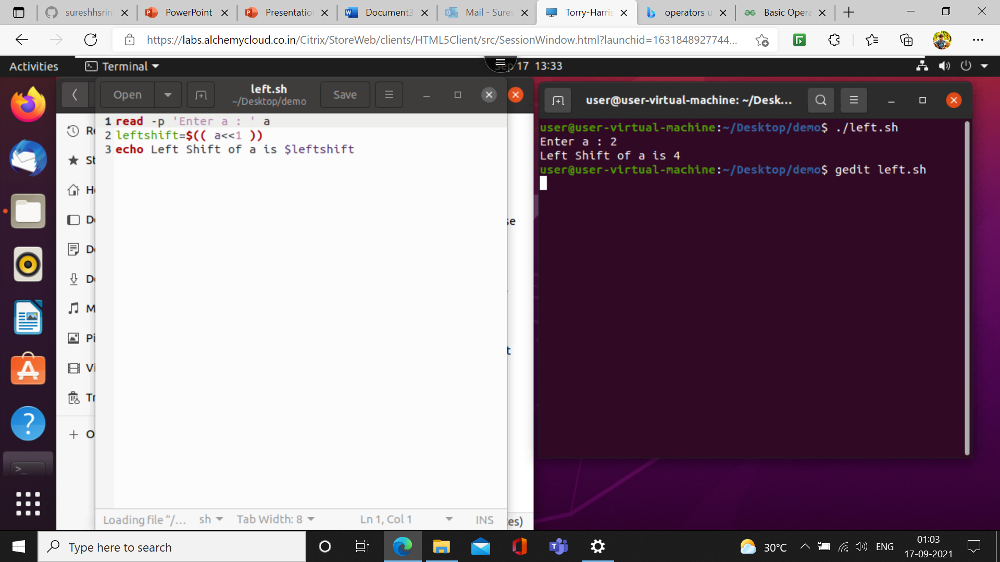 sureshhsrin
PowerPoint
Presentatio
Document3
Mail - Sures
Torry-Harris
operators u
Basic Opera
https://labs.alchemycloud.co.in/Citrix/StoreWeb/clients/HTML5Client/src/SessionWindow.html?launchid=1631848927744...
Activities
Terminal
Sep 17 13:33
Open
left.sh
~/Desktop/demo
Save
1 read -p 'Enter a : ' a
2 leftshift=$(( a<<1 ))
3 echo Left Shift of a is $leftshift
Re
St
Ho
De
Do
Do
M
Pi
Vi
Tr
O
se
t
Loading file “/...
sh
Tab Width: 8
Ln 1, Col 1
INS
es)
user@user-virtual-machine: ~/Desk...
user@user-virtual-machine:~/Desktop/demo$ ./left.sh
Enter a : 2
Left Shift of a is 4
user@user-virtual-machine:~/Desktop/demo$ gedit left.sh
Type here to search
30°C
ENG
01:03
17-09-2021